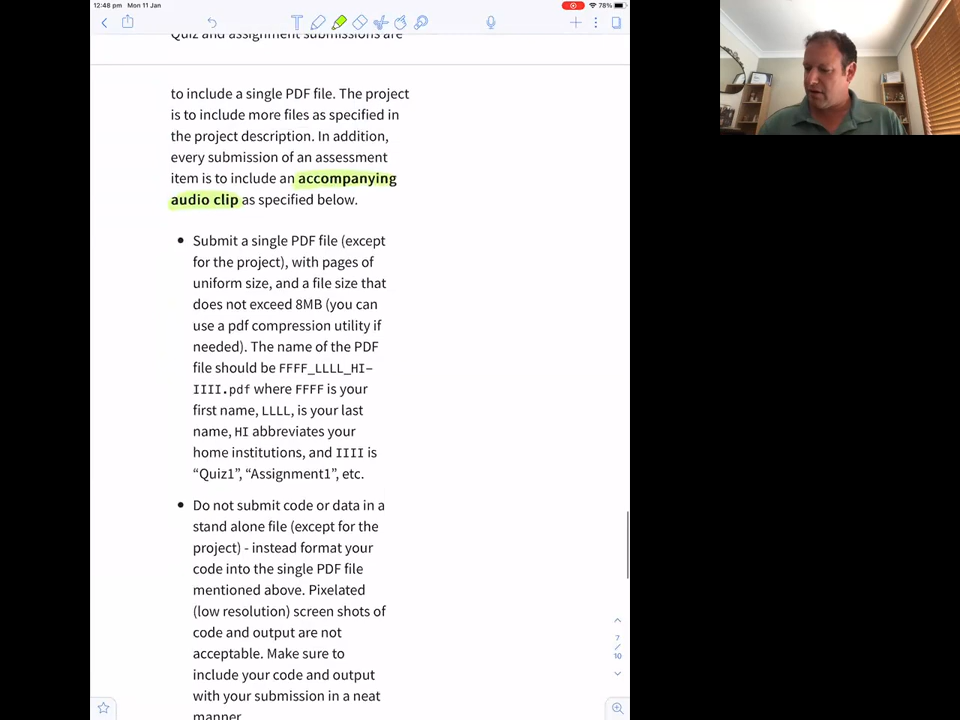 12:48 pm Mon 11 Jan
78%
Quiz and assignment submissions are
to include a single PDF file. The project
is to include more files as specified in
the project description. In addition,
every submission of an assessment
item is to include an accompanying
audio clip as specified below.
Submit a single PDF file (except
for the project), with pages of
uniform size, and a file size that
does not exceed 8MB (you can
use a pdf compression utility if
needed). The name of the PDF
file should be FFFF_LLLL_HI-
IIII.pdf where FFFF is your
first name, LLLL, is your last
name, HI abbreviates your
home institutions, and IIII is
“Quiz1”, “Assignment1”, etc.
Do not submit code or data in a
stand alone file (except for the
project) - instead format your
code into the single PDF file
mentioned above. Pixelated
(low resolution) screen shots of
code and output are not
acceptable. Make sure to
include your code and output
with your submission in a neat
manner
7
/
10